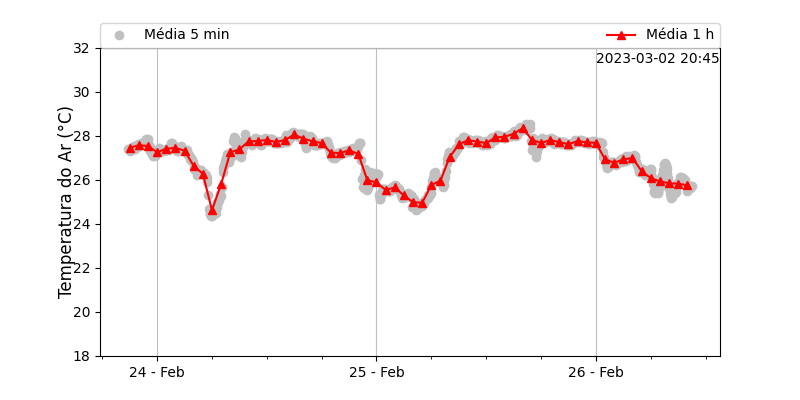 Média 5 min
Média 1 h
2023-03-02 20:45
Temperatura do Ar (°C)
32
30
28
26
24
22
20
18
24 - Feb
25 - Feb
26 - Feb